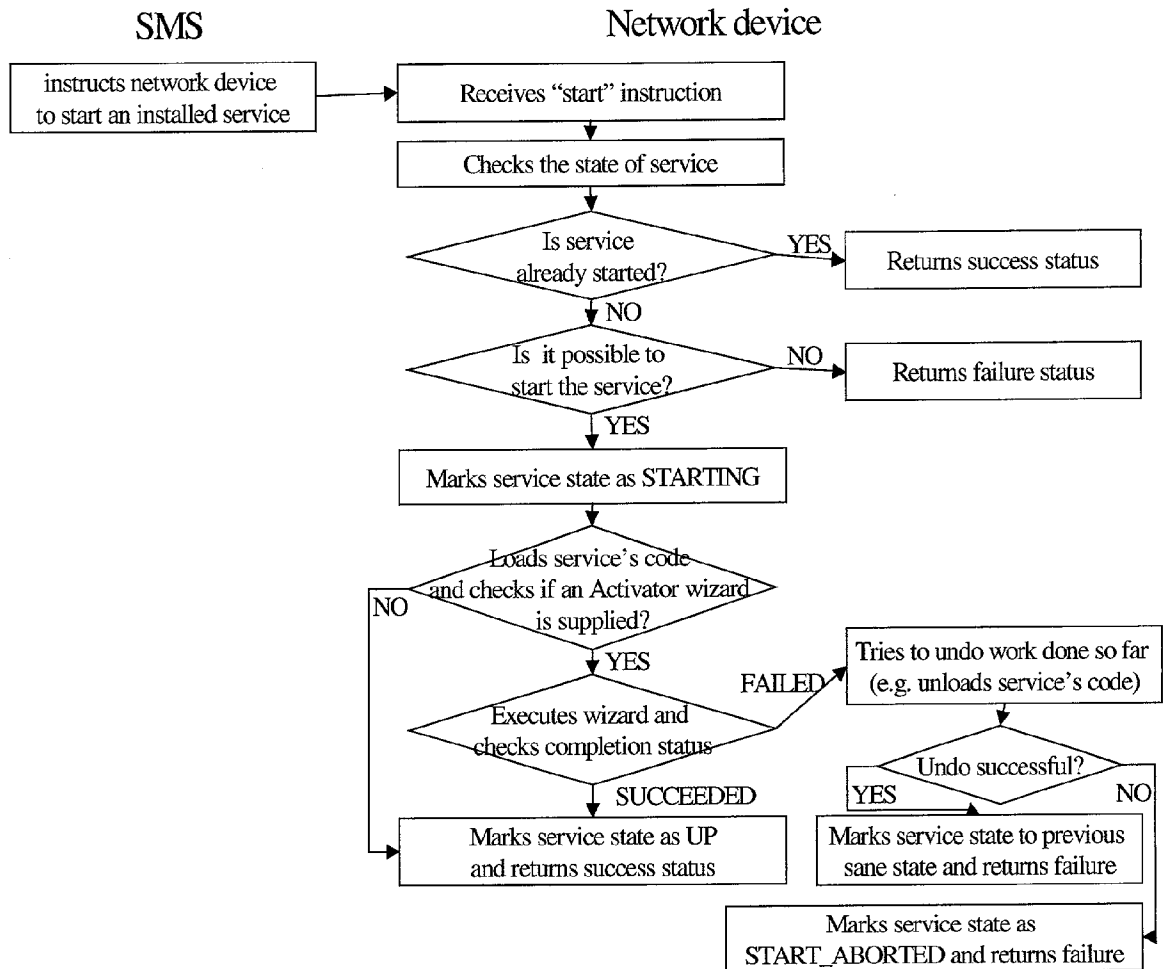 SMS
Network device
instructs network device
to start an installed service
Receives “start” instruction
Checks the state of service
Is service
already started?
YES
Returns success status
NO
Is it possible to
start the service?
NO
Returns failure status
YES
Marks service state as STARTING
Loads service’s code
and checks if an Activator wizard
is supplied?
NO
YES
Executes wizard and
checks completion status
FAILED
Tries to undo work done so far
(e.g. unloads service’s code)
Undo successful?
YES
NO
SUCCEEDED
Marks service state as UP
and returns success status
Marks service state to previous
sane state and returns failure
Marks service state as
START_ABORTED and returns failure